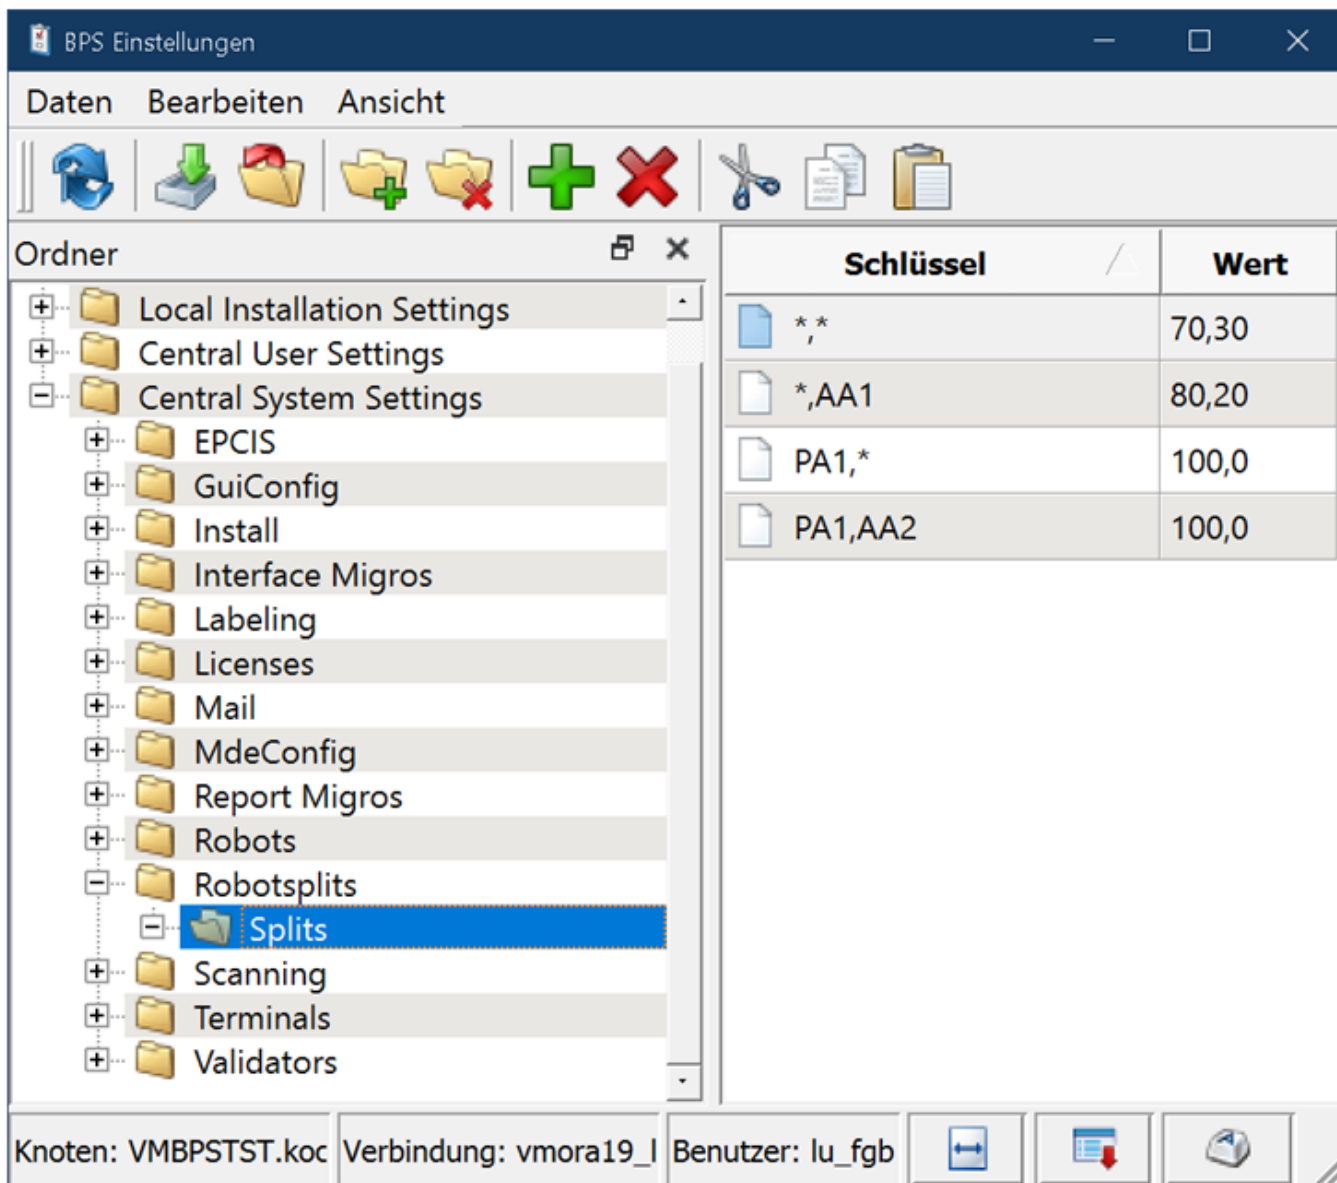 BPS Einstellungen
Daten Bearbeiten Ansicht
Ordner
Local Installation Settings
Central User Settings
Central System Settings
EPCIS
GuiConfig
Install
Interface Migros
Labeling
Licenses
Mail
MdeConfig
Report Migros
Robots
Robotsplits
Splits
Scanning
Terminals
Validators
Schlüssel Wert
*,* 70,30
*,AA1 80,20
PA1,* 100,0
PA1,AA2 100,0
Knoten: VMBPSTST.koc Verbindung: vmora19_l Benutzer: lu_fgb